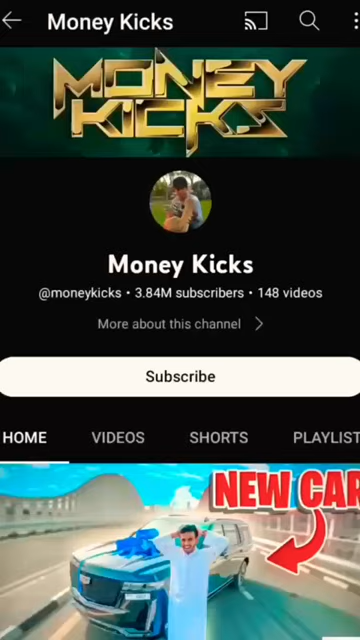 Money Kicks
MONEY
KICKS
Money Kicks
@moneykicks • 3.84M subscribers • 148 videos
More about this channel
Subscribe
HOME VIDEOS SHORTS PLAYLIST
NEW CAR